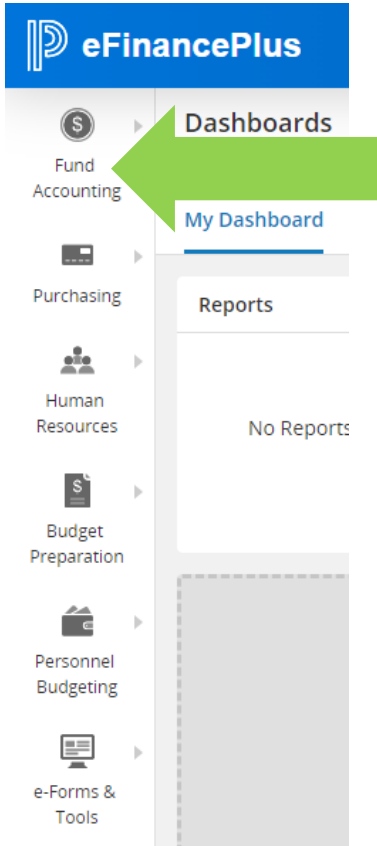 eFinancePlus
Fund
Accounting
Purchasing
Human
Resources
Budget
Preparation
Personnel
Budgeting
e-Forms &
Tools
Dashboards
My Dashboard
Reports
No Reports